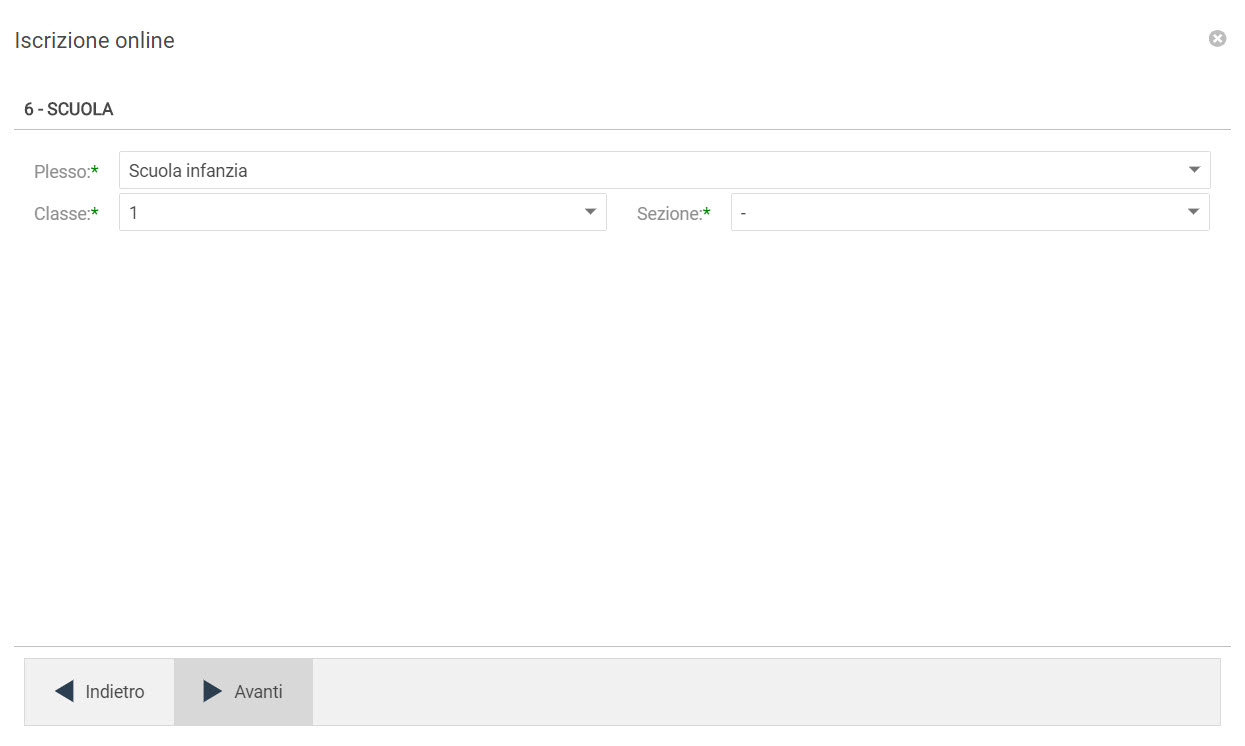 Iscrizione online
6 - SCUOLA
Plesso:* Scuola infanzia
Classe:* 1 Sezione:* -
Indietro Avanti